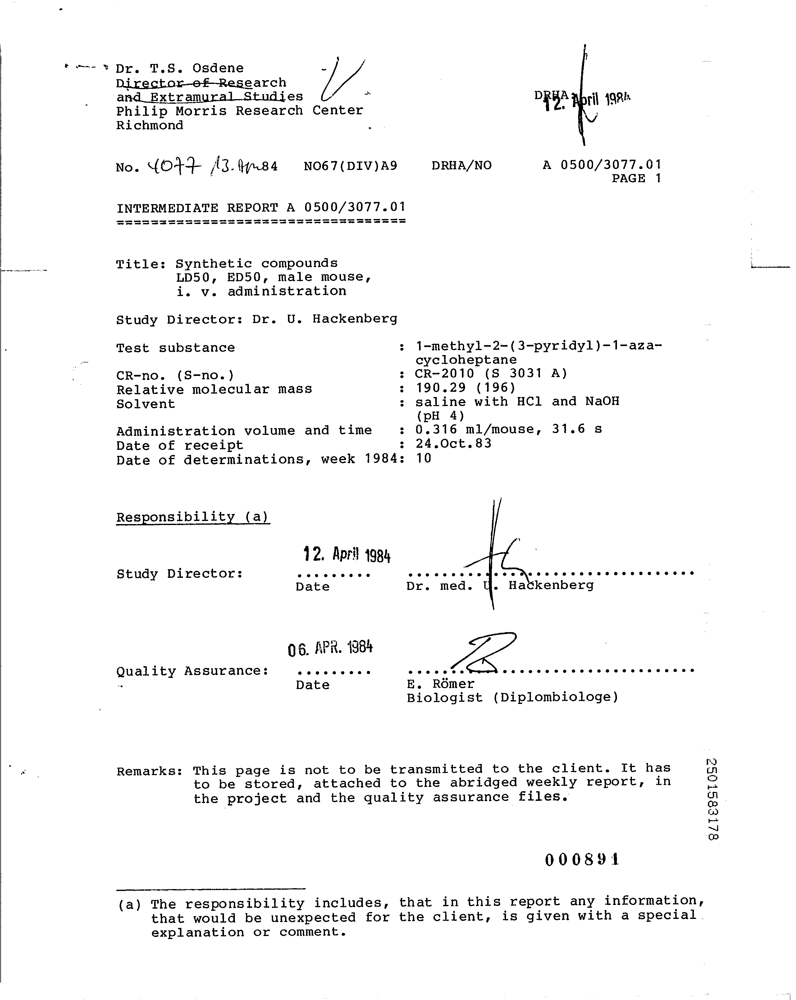 Dr. T.S. Osdene
Director of Research
and Extramural Studies
Philip Morris Research Center
Richmond
DRHA
12. April 1984
No. 4077 /13. 84 NO67(DIV)A9 DRHA/NO A 0500/3077.01
PAGE 1
INTERMEDIATE REPORT A 0500/3077.01
==================================
Title: Synthetic compounds
LD50, ED50, male mouse,
i. v. administration
Study Director: Dr. U. Hackenberg
Test substance : 1-methyl-2-(3-pyridyl)-1-aza-
cycloheptane
CR-no. (S-no.) : CR-2010 (S 3031 A)
Relative molecular mass : 190.29 (196)
Solvent : saline with HCl and NaOH
(pH 4)
Administration volume and time : 0.316 ml/mouse, 31.6 s
Date of receipt : 24.Oct.83
Date of determinations, week 1984: 10
Responsibility (a)
12. April 1984
Study Director: ......... ..................................
Date Dr. med. U. Hackenberg
06. APR. 1984
Quality Assurance: ......... ..................................
Date E. Römer
Biologist (Diplombiologe)
Remarks: This page is not to be transmitted to the client. It has
to be stored, attached to the abridged weekly report, in
the project and the quality assurance files.
2501583178
000891
(a) The responsibility includes, that in this report any information,
that would be unexpected for the client, is given with a special
explanation or comment.